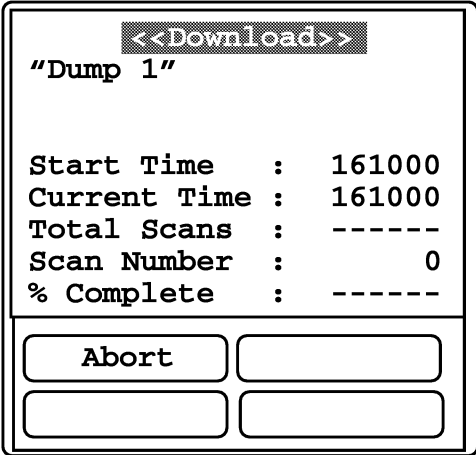 <<Download>>
“Dump 1”
Start Time : 161000
Current Time : 161000
Total Scans : ------
Scan Number : 0
% Complete : ------
Abort